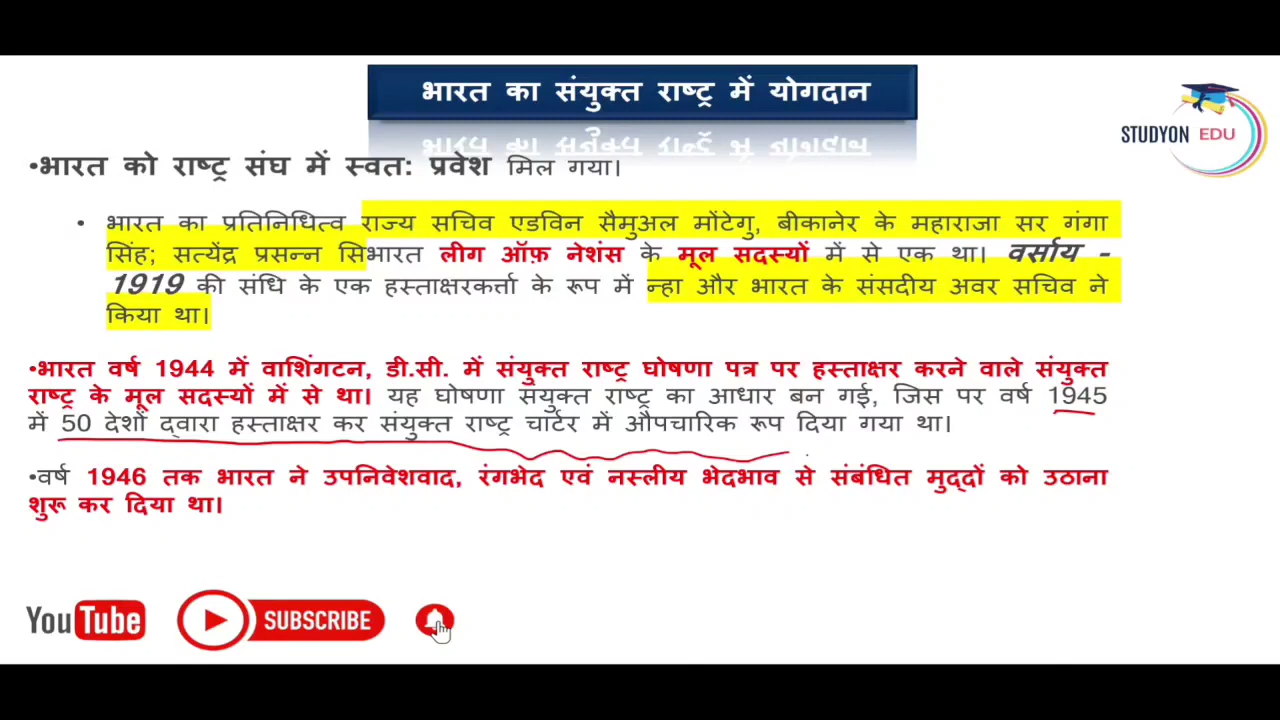 भारत का संयुक्त राष्ट्र में योगदान
STUDYON EDU
•भारत को राष्ट्र संघ में स्वत: प्रवेश मिल गया।
• भारत का प्रतिनिधित्व राज्य सचिव एडविन सैमुअल मोंटेगु, बीकानेर के महाराजा सर गंगा
सिंह; सत्येंद्र प्रसन्न सिभारत लीग ऑफ़ नेशंस के मूल सदस्यों में से एक था। वर्साय -
1919 की संधि के एक हस्ताक्षरकर्त्ता के रूप में न्हा और भारत के संसदीय अवर सचिव ने
किया था।
•भारत वर्ष 1944 में वाशिंगटन, डी.सी. में संयुक्त राष्ट्र घोषणा पत्र पर हस्ताक्षर करने वाले संयुक्त
राष्ट्र के मूल सदस्यों में से था। यह घोषणा संयुक्त राष्ट्र का आधार बन गई, जिस पर वर्ष 1945
में 50 देशों द्वारा हस्ताक्षर कर संयुक्त राष्ट्र चार्टर में औपचारिक रूप दिया गया था।
•वर्ष 1946 तक भारत ने उपनिवेशवाद, रंगभेद एवं नस्लीय भेदभाव से संबंधित मुद्दों को उठाना
शुरू कर दिया था।
YouTube SUBSCRIBE